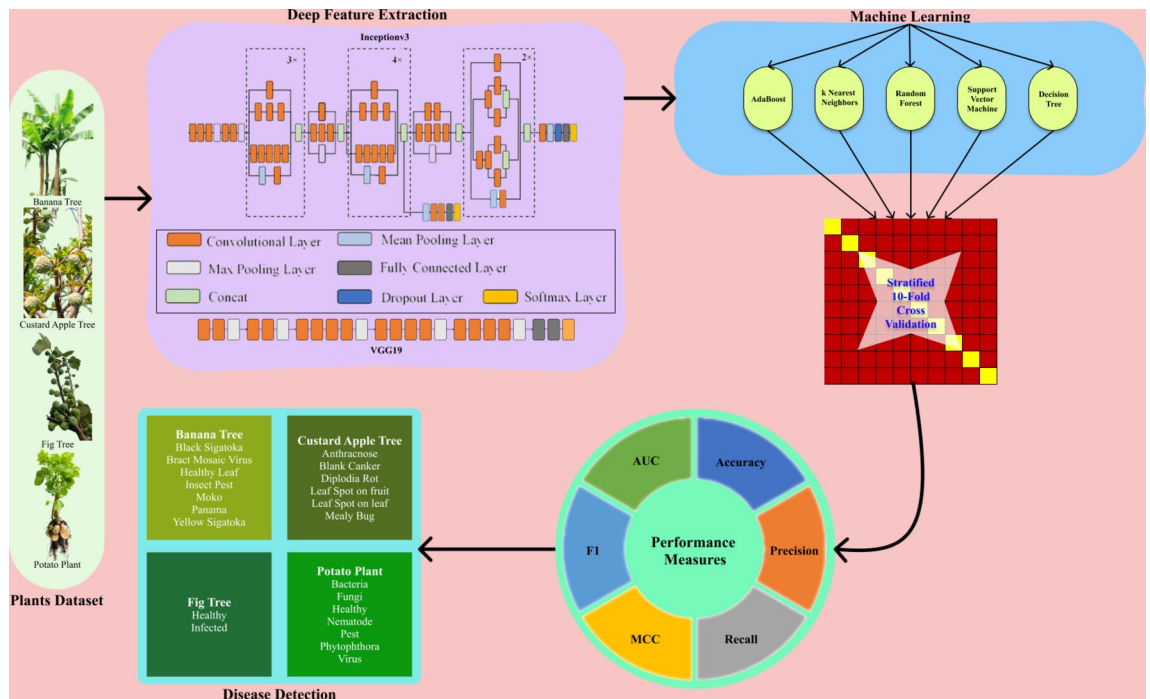 Deep Feature Extraction
Machine Learning
Inceptionv3
3×
4×
2×
AdaBoost
k Nearest
Neighbors
Random
Forest
Support
Vector
Machine
Decision
Tree
Banana Tree
Custard Apple Tree
Fig Tree
Potato Plant
Plants Dataset
Convolutional Layer
Mean Pooling Layer
Max Pooling Layer
Fully Connected Layer
Concat
Dropout Layer
Softmax Layer
VGG19
Stratified
10-Fold
Cross
Validation
Banana Tree
Black Sigatoka
Bract Mosaic Virus
Healthy Leaf
Insect Pest
Moko
Panama
Yellow Sigatoka
Custard Apple Tree
Anthracnose
Blank Canker
Diplodia Rot
Leaf Spot on fruit
Leaf Spot on leaf
Mealy Bug
Fig Tree
Healthy
Infected
Potato Plant
Bacteria
Fungi
Healthy
Nematode
Pest
Phytophthora
Virus
Disease Detection
AUC
Accuracy
F1
Performance
Measures
Precision
MCC
Recall